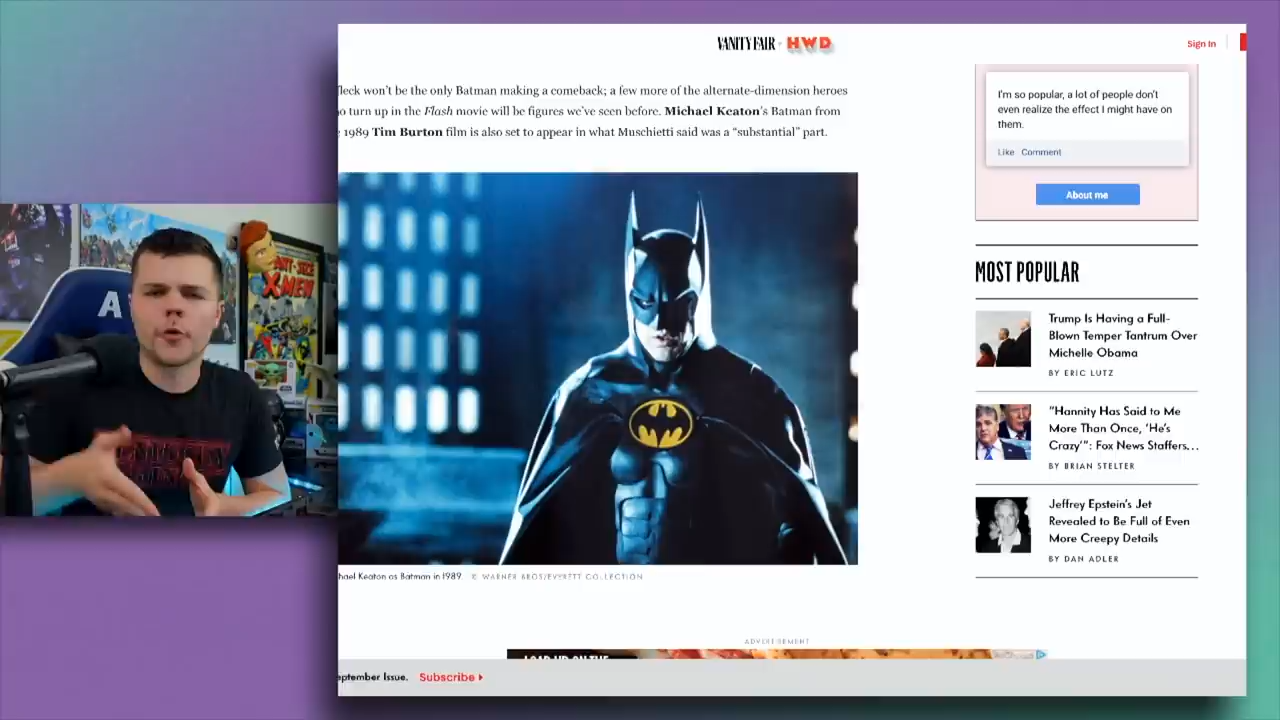 VANITY FAIR HWD
Sign In
fleck won't be the only Batman making a comeback; a few more of the alternate-dimension heroes
turn up in the Flash movie will be figures we've seen before. Michael Keaton's Batman from
1989 Tim Burton film is also set to appear in what Muschietti said was a “substantial” part.
hael Keaton as Batman in 1989. © WARNER BROS/EVERETT COLLECTION
I'm so popular, a lot of people don't
even realize the effect I might have on
them.
Like Comment
About me
MOST POPULAR
Trump Is Having a Full-
Blown Temper Tantrum Over
Michelle Obama
BY ERIC LUTZ
“Hannity Has Said to Me
More Than Once, ‘He's
Crazy’”: Fox News Staffers…
BY BRIAN STELTER
Jeffrey Epstein's Jet
Revealed to Be Full of Even
More Creepy Details
BY DAN ADLER
ADVERTISEMENT
LOAD UP ON THE
eptember Issue. Subscribe
A
X-MEN